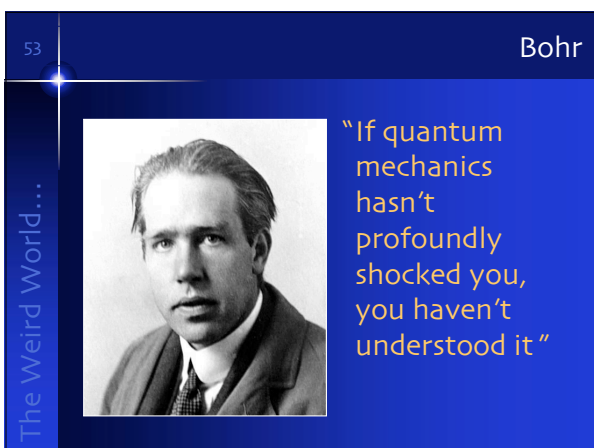 53
Bohr
The Weird World...
“If quantum
mechanics
hasn't
profoundly
shocked you,
you haven't
understood it”